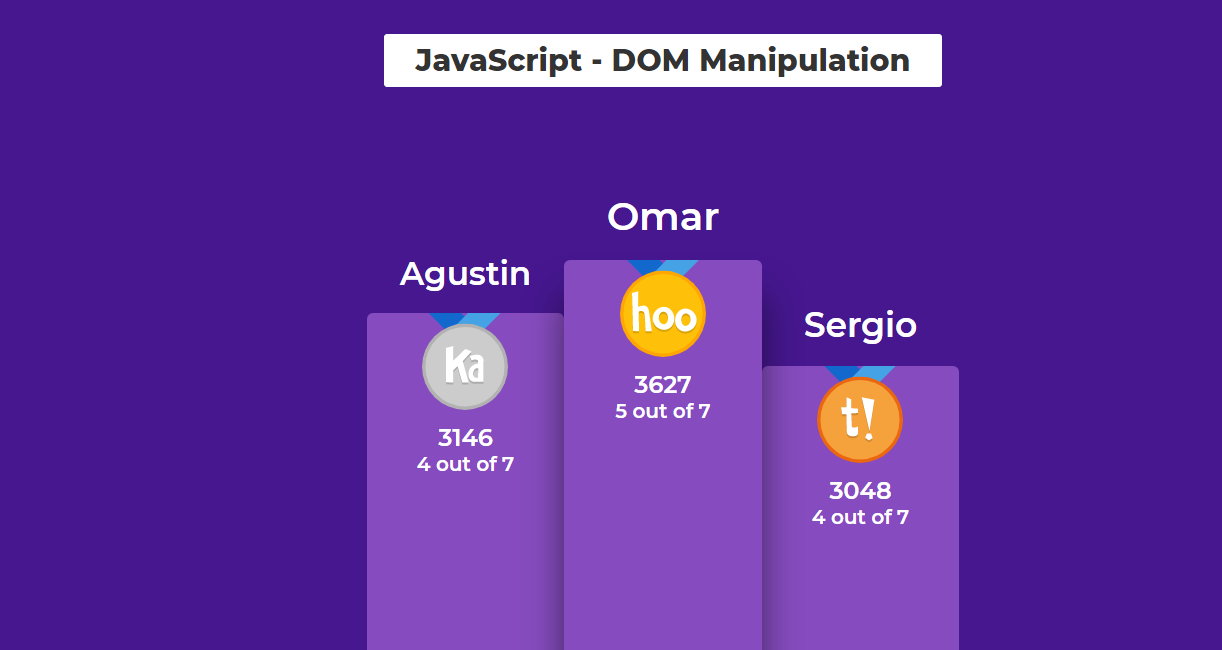 JavaScript - DOM Manipulation
Omar
Agustin
Sergio
Ka
3146
4 out of 7
hoo
3627
5 out of 7
t!
3048
4 out of 7